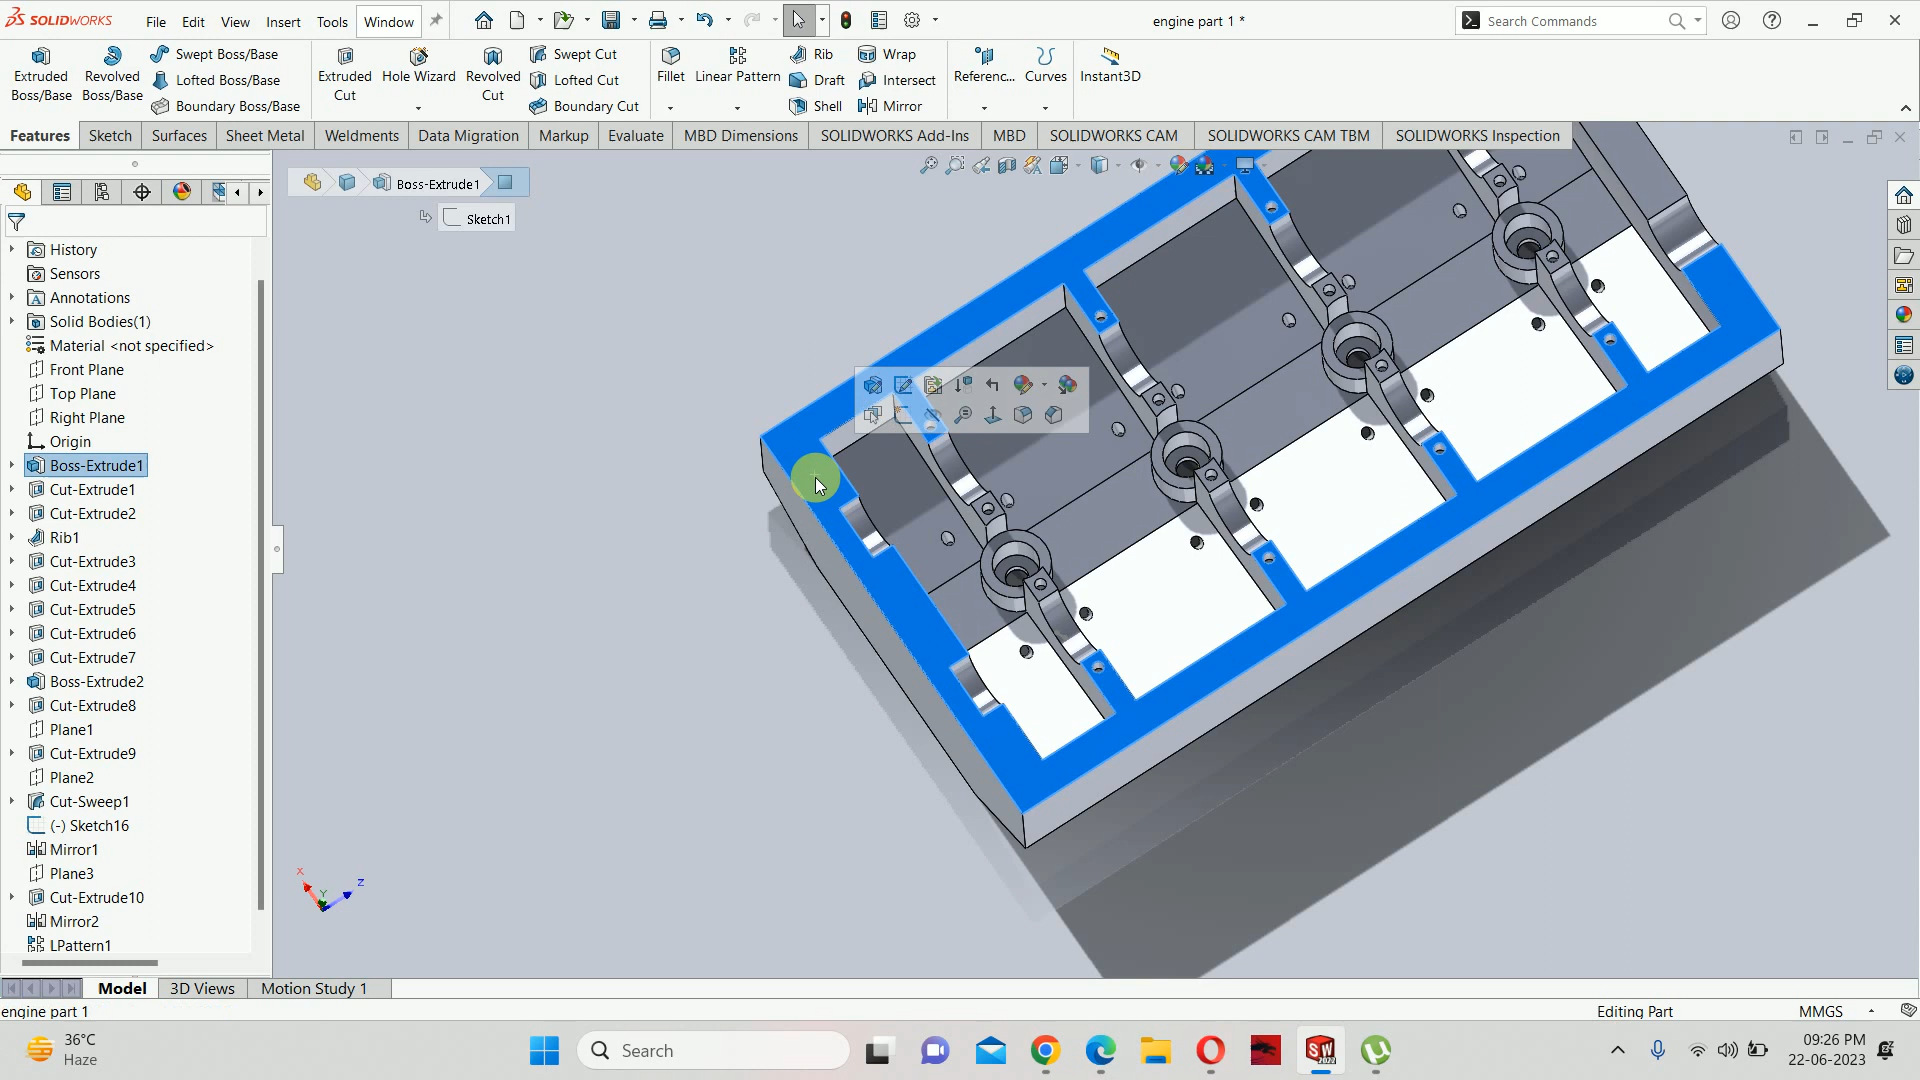 SOLIDWORKS File Edit View Insert Tools Window engine part 1 * Search Commands
Extruded Boss/Base Revolved Boss/Base Swept Boss/Base Lofted Boss/Base Boundary Boss/Base Extruded Cut Hole Wizard Revolved Cut Swept Cut Lofted Cut Boundary Cut Fillet Linear Pattern Rib Draft Shell Wrap Intersect Mirror Referenc... Curves Instant3D
Features Sketch Surfaces Sheet Metal Weldments Data Migration Markup Evaluate MBD Dimensions SOLIDWORKS Add-Ins MBD SOLIDWORKS CAM SOLIDWORKS CAM TBM SOLIDWORKS Inspection
Boss-Extrude1
Sketch1
History
Sensors
Annotations
Solid Bodies(1)
Material <not specified>
Front Plane
Top Plane
Right Plane
Origin
Boss-Extrude1
Cut-Extrude1
Cut-Extrude2
Rib1
Cut-Extrude3
Cut-Extrude4
Cut-Extrude5
Cut-Extrude6
Cut-Extrude7
Boss-Extrude2
Cut-Extrude8
Plane1
Cut-Extrude9
Plane2
Cut-Sweep1
(-) Sketch16
Mirror1
Plane3
Cut-Extrude10
Mirror2
LPattern1
X Y Z
Model 3D Views Motion Study 1
engine part 1 Editing Part MMGS
36°C
Haze
Search
SW
2022
09:26 PM
22-06-2023